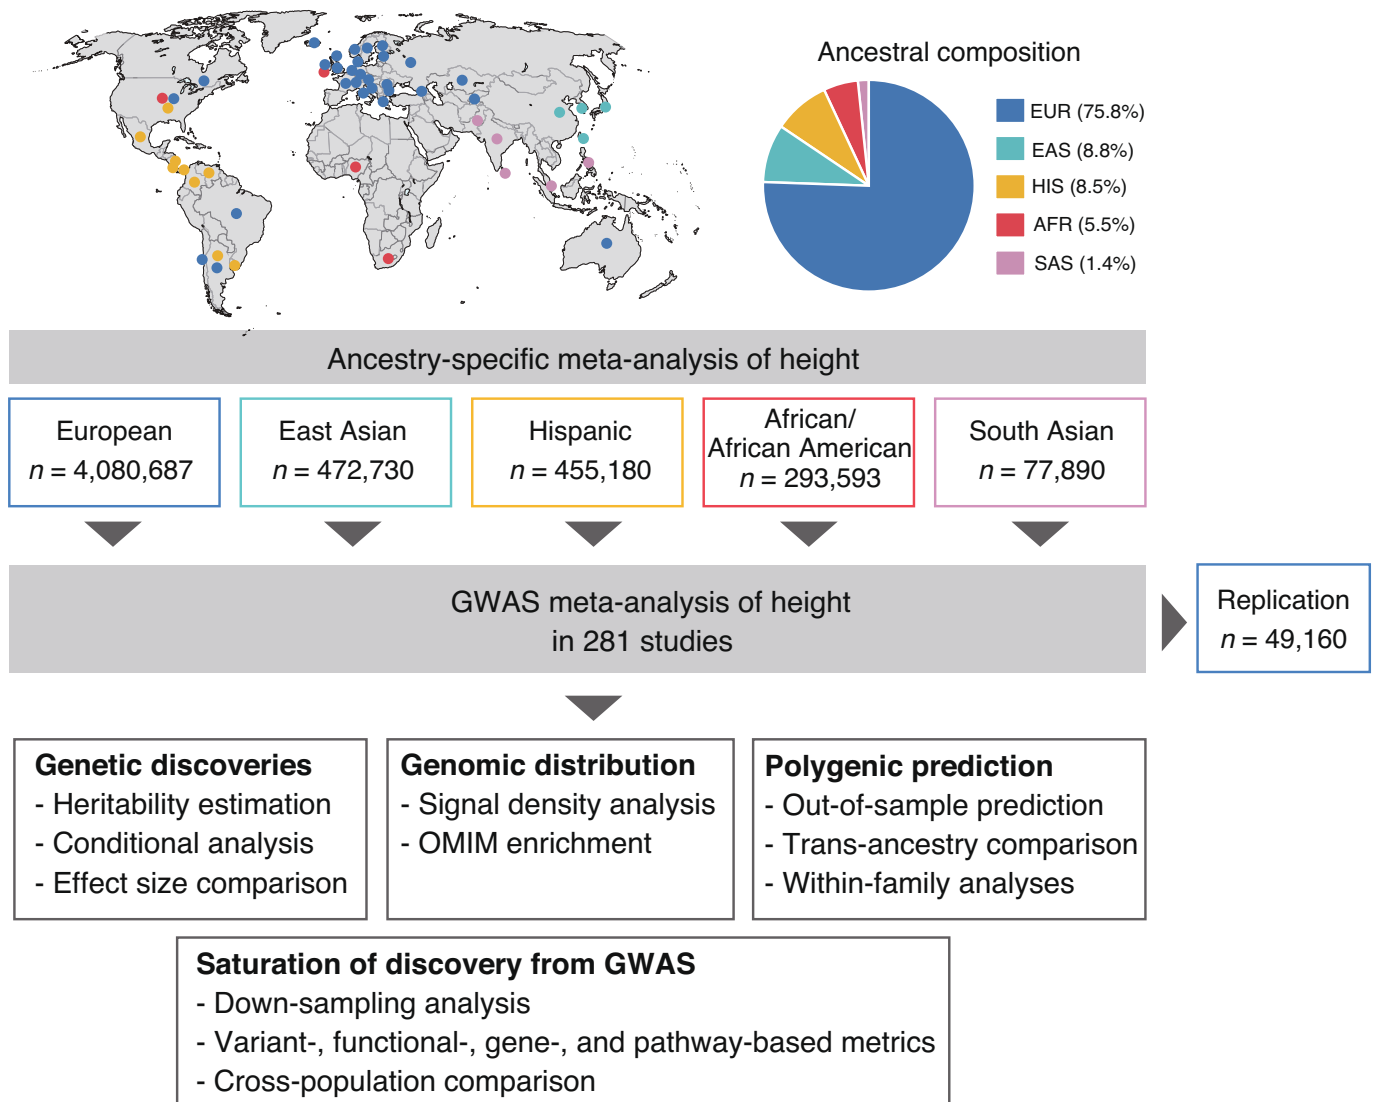 Ancestral composition
EUR (75.8%)
EAS (8.8%)
HIS (8.5%)
AFR (5.5%)
SAS (1.4%)
Ancestry-specific meta-analysis of height
European
n = 4,080,687
East Asian
n = 472,730
Hispanic
n = 455,180
African/
African American
n = 293,593
South Asian
n = 77,890
GWAS meta-analysis of height
in 281 studies
Replication
n = 49,160
Genetic discoveries
- Heritability estimation
- Conditional analysis
- Effect size comparison
Genomic distribution
- Signal density analysis
- OMIM enrichment
Polygenic prediction
- Out-of-sample prediction
- Trans-ancestry comparison
- Within-family analyses
Saturation of discovery from GWAS
- Down-sampling analysis
- Variant-, functional-, gene-, and pathway-based metrics
- Cross-population comparison